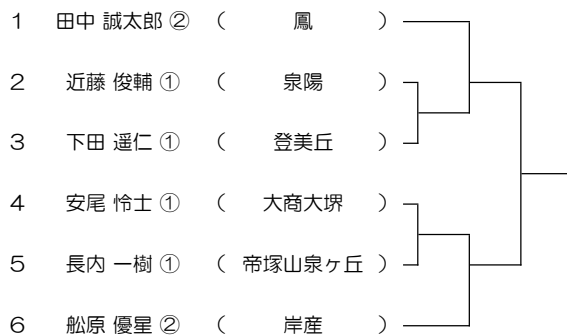 1 田中 誠太郎 ② （ 鳳 ）
2 近藤 俊輔 ① （ 泉陽 ）
3 下田 遥仁 ① （ 登美丘 ）
4 安尾 怜士 ① （ 大商大堺 ）
5 長内 一樹 ① （ 帝塚山泉ヶ丘 ）
6 舩原 優星 ② （ 岸産 ）